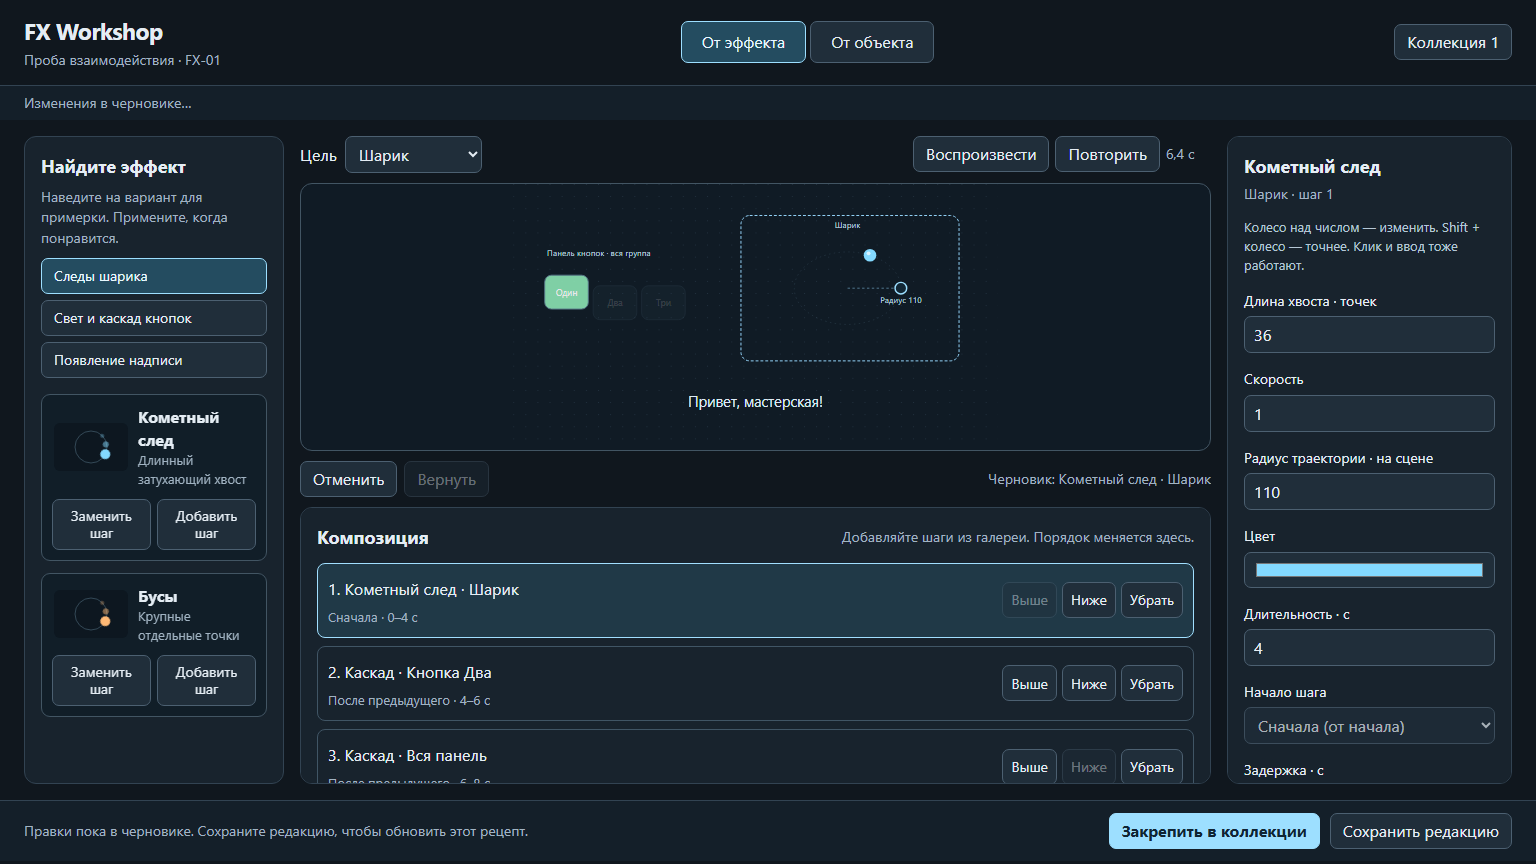 FX Workshop
Проба взаимодействия · FX-01
От эффекта
От объекта
Коллекция 1
Изменения в черновике...
Найдите эффект
Наведите на вариант для
примерки. Примените, когда
понравится.
Следы шарика
Свет и каскад кнопок
Появление надписи
Кометный
след
Длинный
затухающий хвост
Заменить
шаг
Добавить
шаг
Бусы
Крупные
отдельные точки
Заменить
шаг
Добавить
шаг
Цель
Шарик
Воспроизвести
Повторить
6,4 с
Панель кнопок · вся группа
Один
Два
Три
Шарик
Радиус 110
Привет, мастерская!
Отменить
Вернуть
Черновик: Кометный след · Шарик
Композиция
Добавляйте шаги из галереи. Порядок меняется здесь.
1. Кометный след · Шарик
Сначала · 0–4 с
Выше
Ниже
Убрать
2. Каскад · Кнопка Два
После предыдущего · 4–6 с
Выше
Ниже
Убрать
3. Каскад · Вся панель
После предыдущего · 6–8 с
Выше
Ниже
Убрать
Кометный след
Шарик · шаг 1
Колесо над числом — изменить. Shift +
колесо — точнее. Клик и ввод тоже
работают.
Длина хвоста · точек
36
Скорость
1
Радиус траектории · на сцене
110
Цвет
Длительность · с
4
Начало шага
Сначала (от начала)
Задержка · с
Правки пока в черновике. Сохраните редакцию, чтобы обновить этот рецепт.
Закрепить в коллекции
Сохранить редакцию